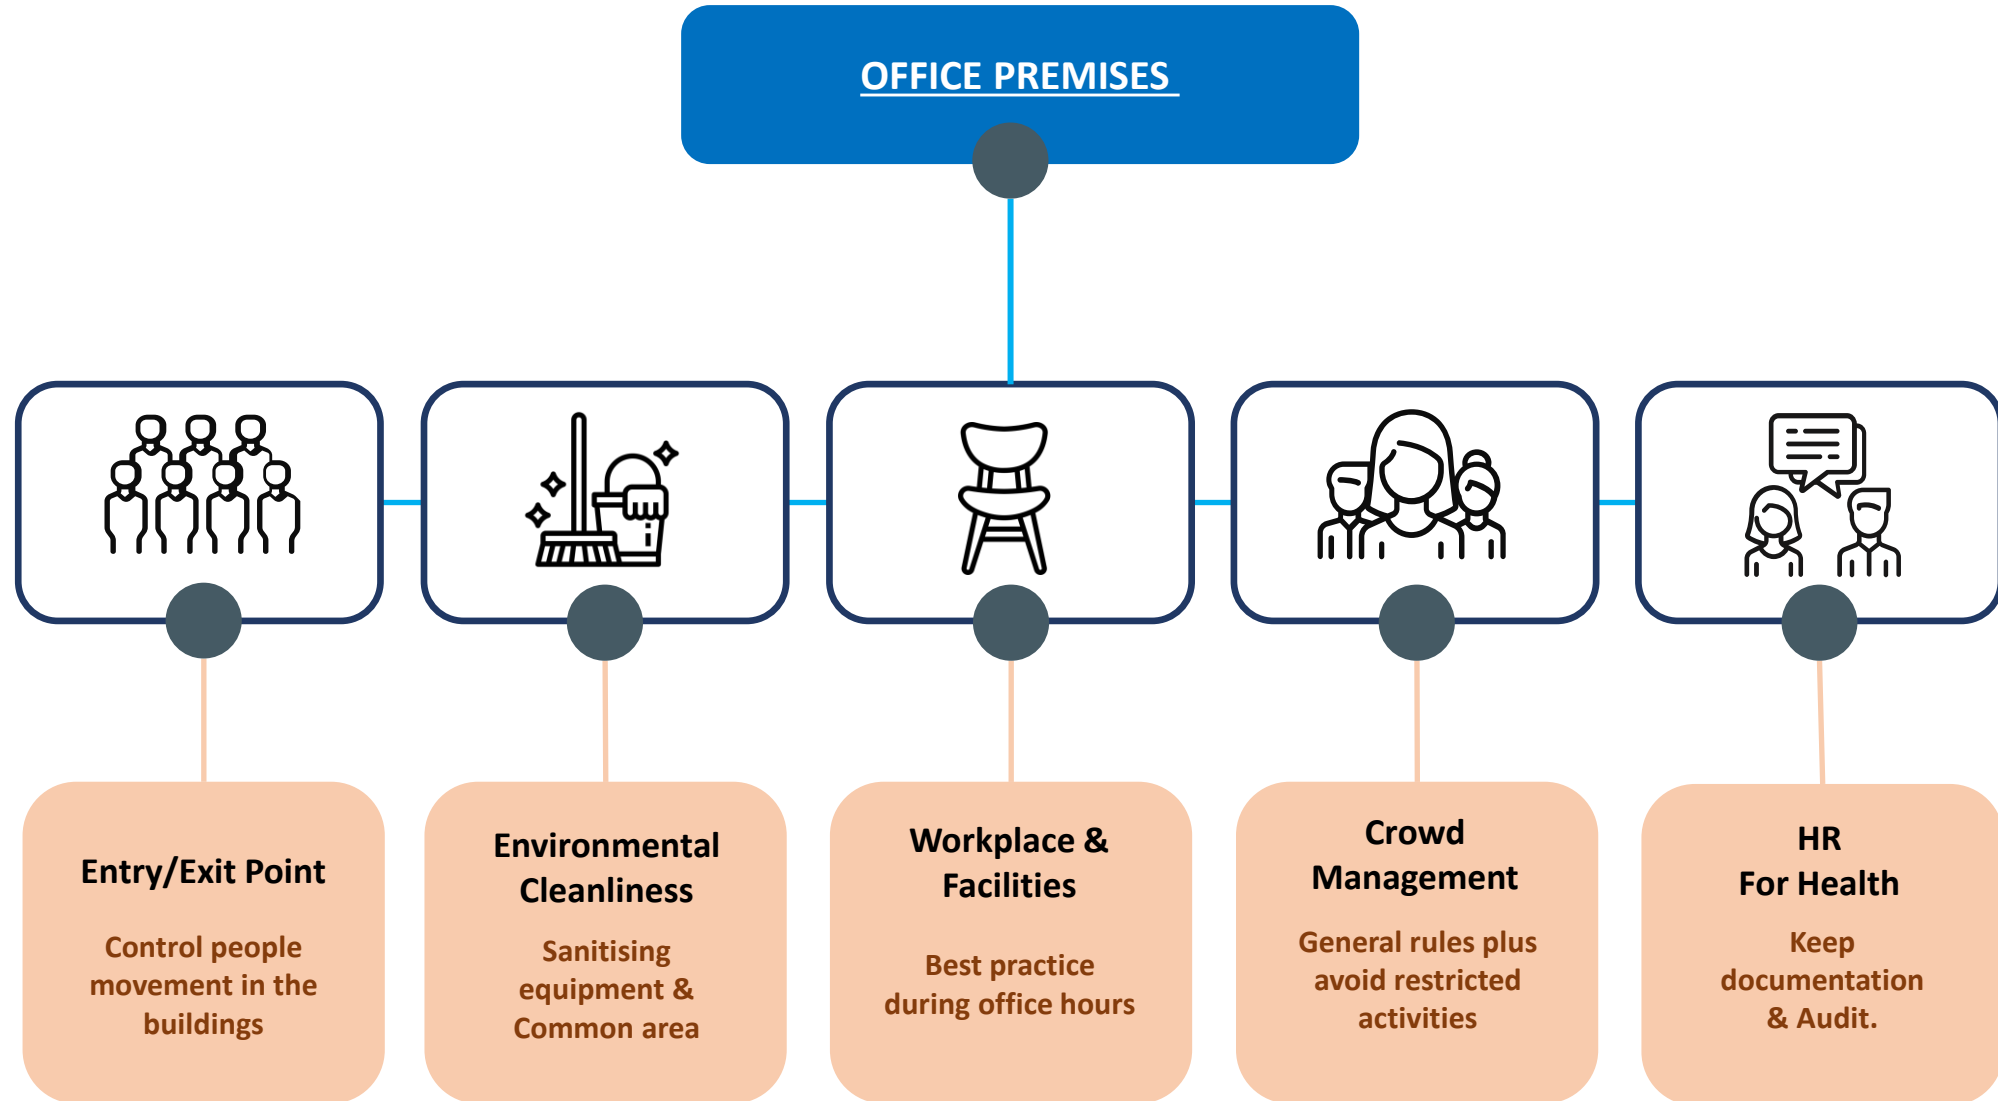 OFFICE PREMISES
Entry/Exit Point
Control people
movement in the
buildings
Environmental
Cleanliness
Sanitising
equipment &
Common area
Workplace &
Facilities
Best practice
during office hours
Crowd
Management
General rules plus
avoid restricted
activities
HR
For Health
Keep
documentation
& Audit.